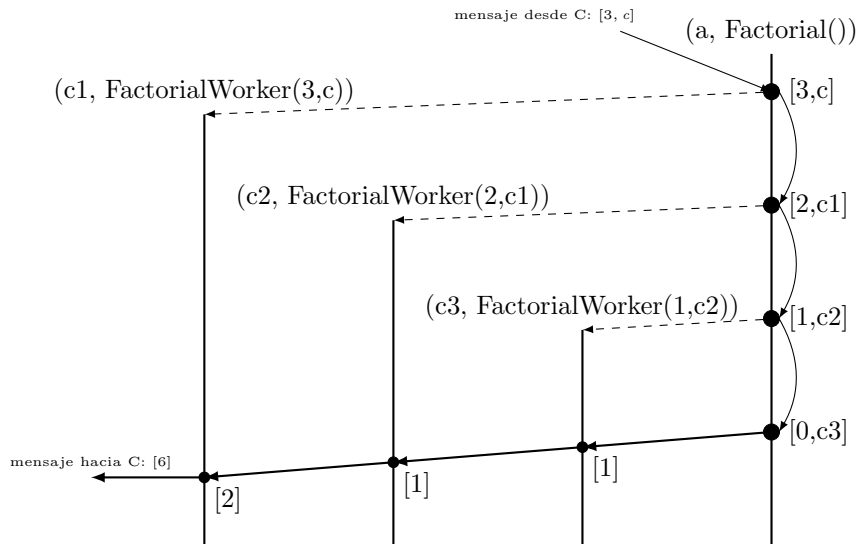 mensaje desde C: [3, c]
(a, Factorial())
(c1, FactorialWorker(3,c))
[3,c]
(c2, FactorialWorker(2,c1))
[2,c1]
(c3, FactorialWorker(1,c2))
[1,c2]
[0,c3]
mensaje hacia C: [6]
[2]
[1]
[1]